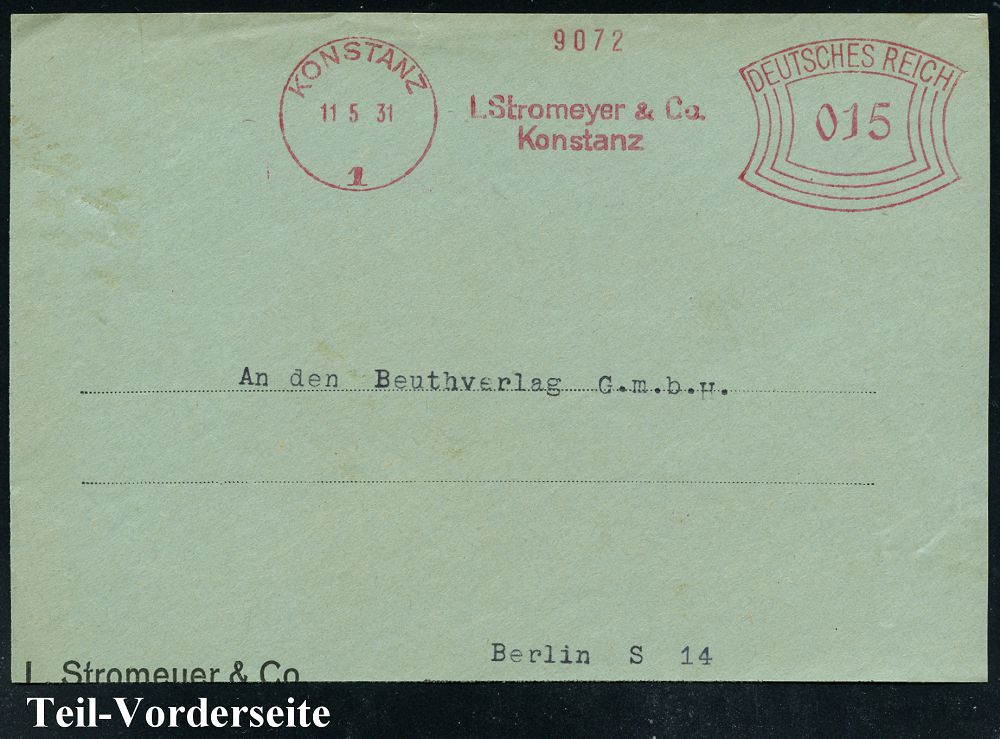 9072
KONSTANZ
11 5 31
1
L.Stromeyer & Co.
Konstanz
DEUTSCHES REICH
015
An den Beuthverlag G.m.b.H.
Berlin S 14
L. Stromeyer & Co
Teil-Vorderseite